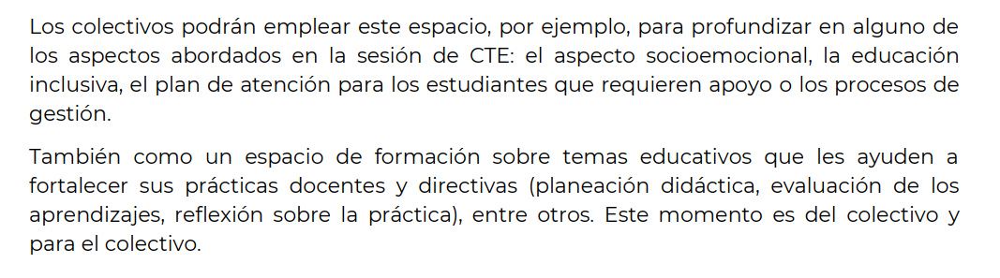 Los colectivos podrán emplear este espacio, por ejemplo, para profundizar en alguno de
los aspectos abordados en la sesión de CTE: el aspecto socioemocional, la educación
inclusiva, el plan de atención para los estudiantes que requieren apoyo o los procesos de
gestión.
También como un espacio de formación sobre temas educativos que les ayuden a
fortalecer sus prácticas docentes y directivas (planeación didáctica, evaluación de los
aprendizajes, reflexión sobre la práctica), entre otros. Este momento es del colectivo y
para el colectivo.